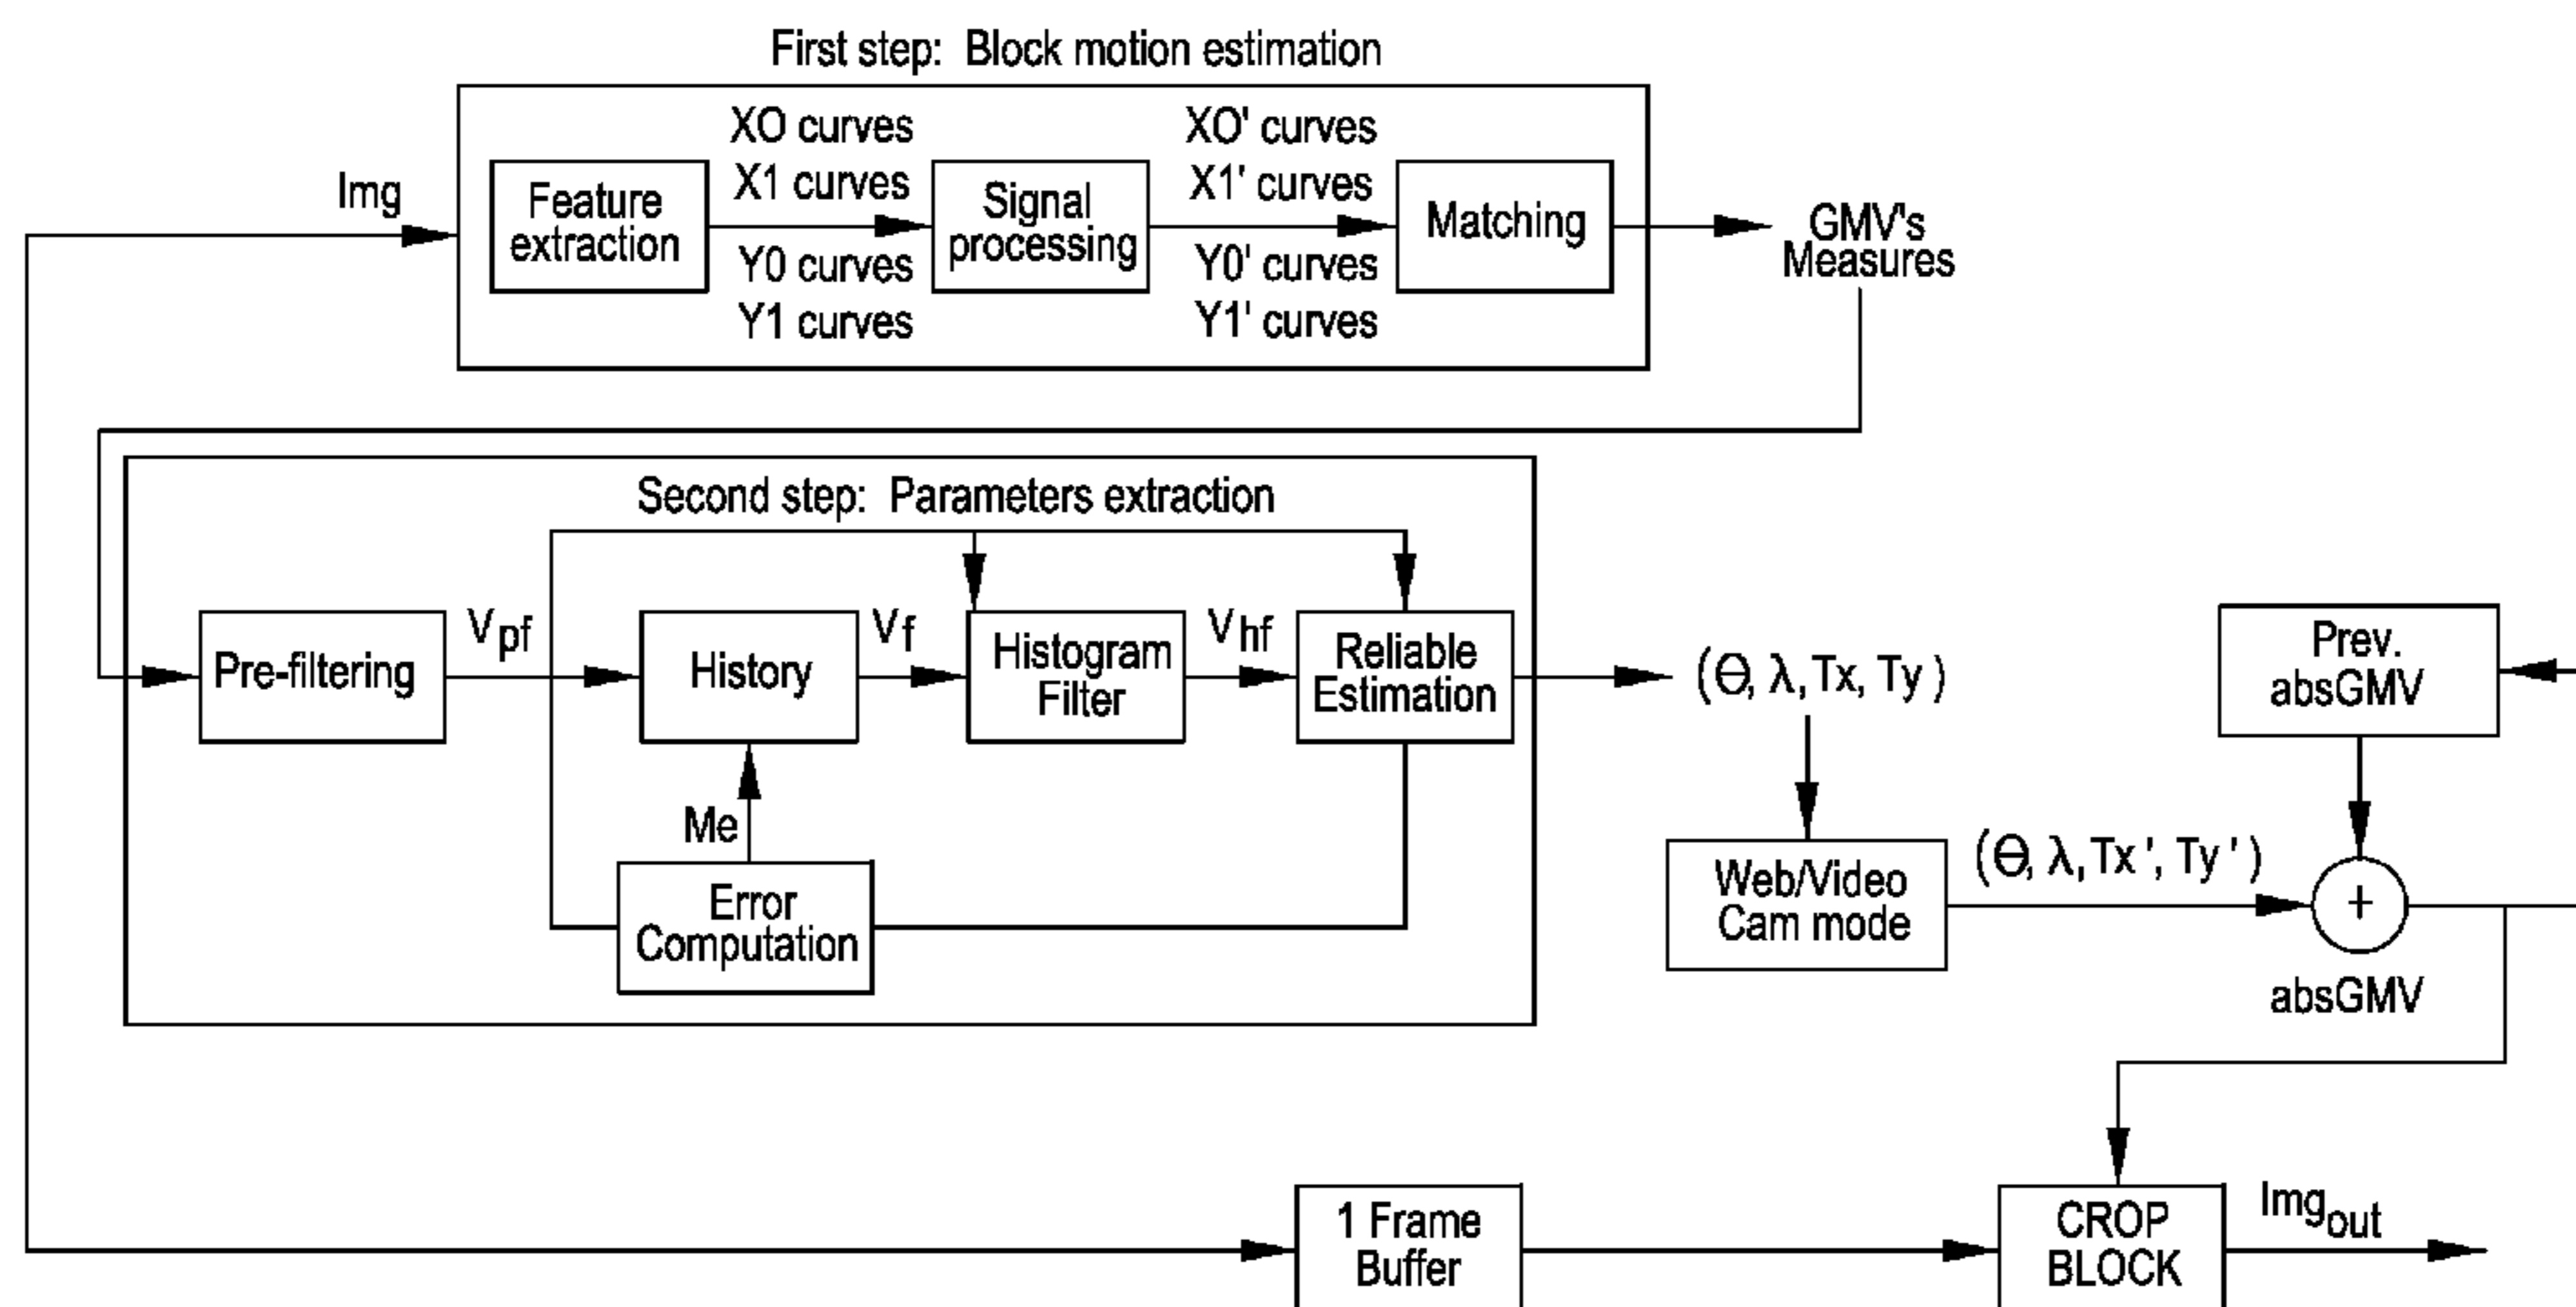 First step: Block motion estimation
Img
Feature
extraction
XO curves
X1 curves
Y0 curves
Y1 curves
Signal
processing
XO' curves
X1' curves
Y0' curves
Y1' curves
Matching
GMV's
Measures
Second step: Parameters extraction
Pre-filtering
Vpf
History
Vf
Histogram
Filter
Vhf
Reliable
Estimation
(Θ, λ, Tx, Ty )
Prev.
absGMV
Me
Error
Computation
Web/Video
Cam mode
(Θ, λ, Tx ', Ty ' )
+
absGMV
1 Frame
Buffer
CROP
BLOCK
Imgout